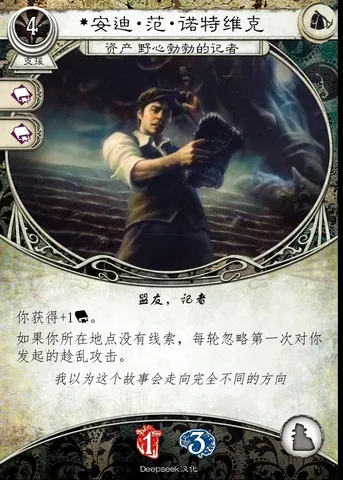 4
支援
*安迪·范·诺特维克
资产 野心勃勃的记者
盟友，记者
你获得+1。
如果你所在地点没有线索，每轮忽略第一次对你
发起的趁乱攻击。
我以为这个故事会走向完全不同的方向
1
3
Deepseek汉化